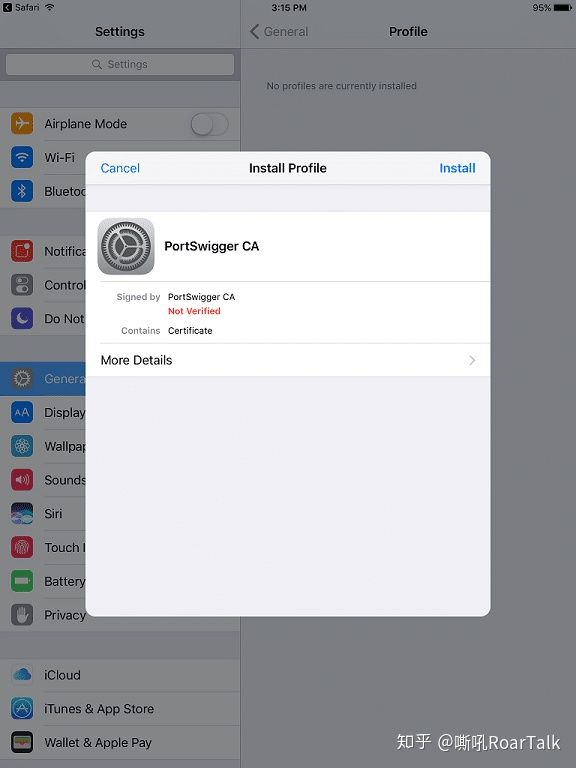 Safari
3:15 PM
95%
Settings
General
Profile
Settings
No profiles are currently installed
Airplane Mode
Wi-Fi
Bluetoo
Notifica
Contro
Do Not
Genera
Display
Wallpap
Sounds
Siri
Touch I
Battery
Privacy
iCloud
iTunes & App Store
Wallet & Apple Pay
Cancel
Install Profile
Install
PortSwigger CA
Signed by PortSwigger CA
Not Verified
Contains Certificate
More Details
知乎 @嘶吼RoarTalk